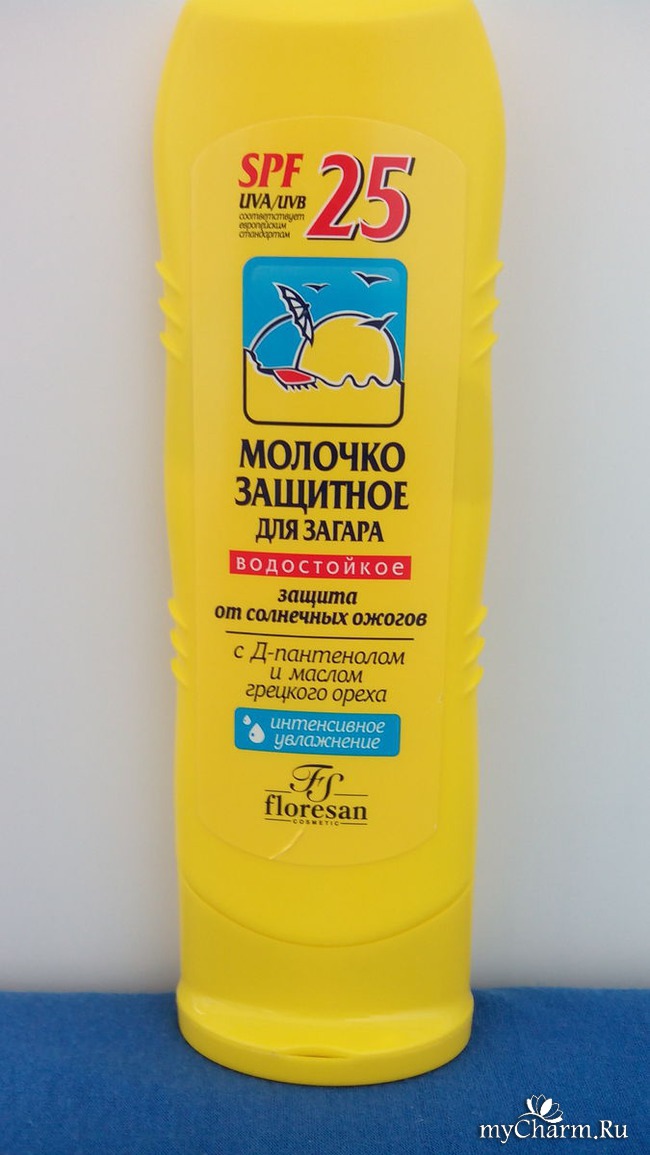 SPF 25
UVA/UVB
соответствует
европейским
стандартам
МОЛОЧКО
ЗАЩИТНОЕ
ДЛЯ ЗАГАРА
ВОДОСТОЙКОЕ
защита
от солнечных ожогов
с Д-пантенолом
и маслом
грецкого ореха
интенсивное
увлажнение
FS
floresan
COSMETIC
myCharm.Ru